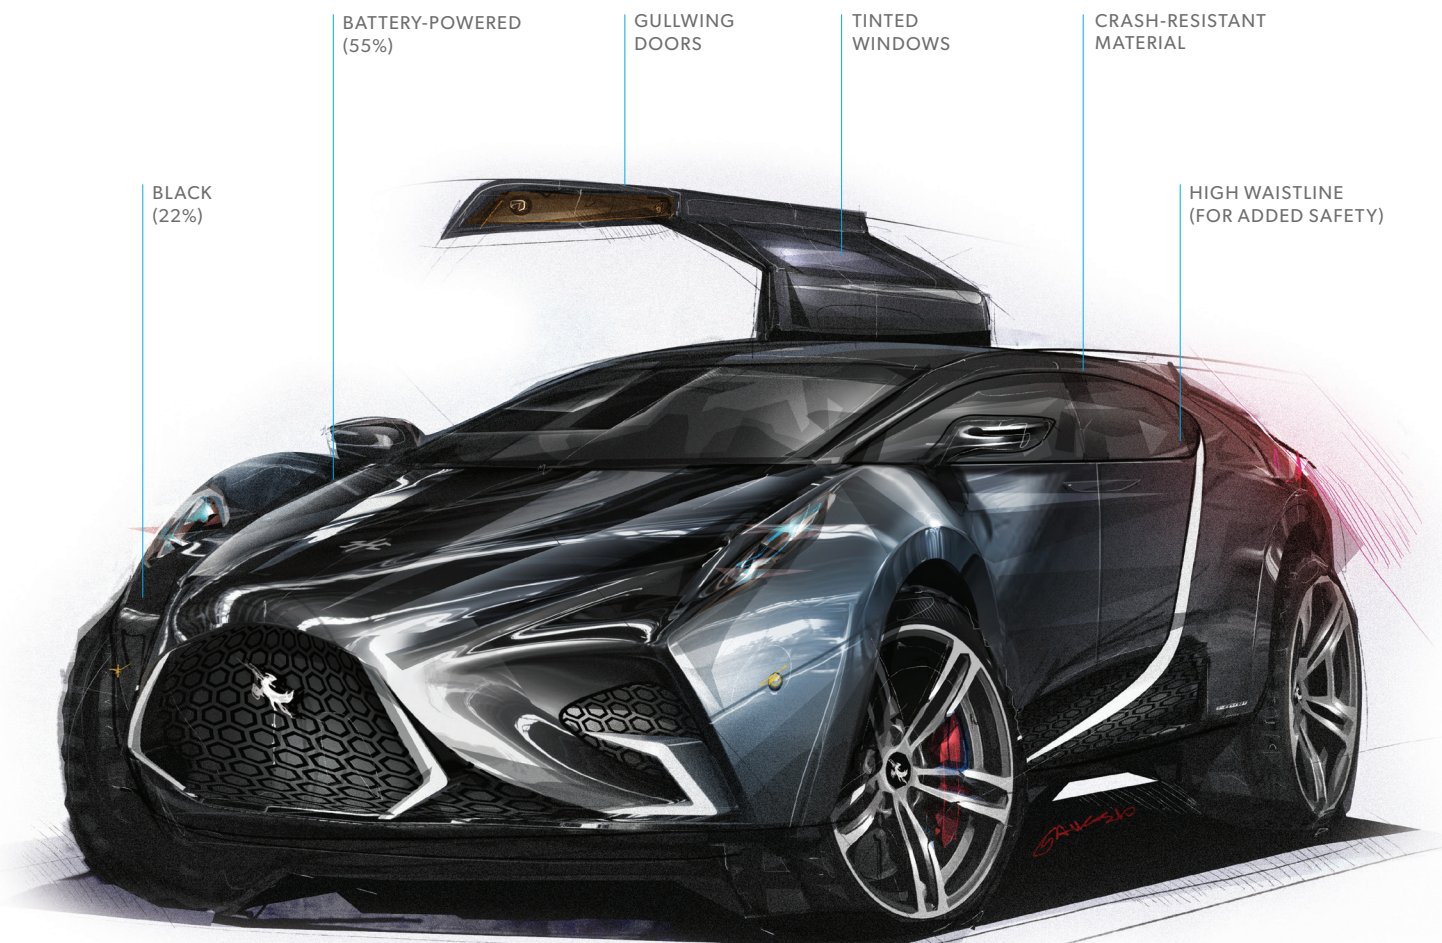 BATTERY-POWERED
(55%)
GULLWING
DOORS
TINTED
WINDOWS
CRASH-RESISTANT
MATERIAL
BLACK
(22%)
HIGH WAISTLINE
(FOR ADDED SAFETY)